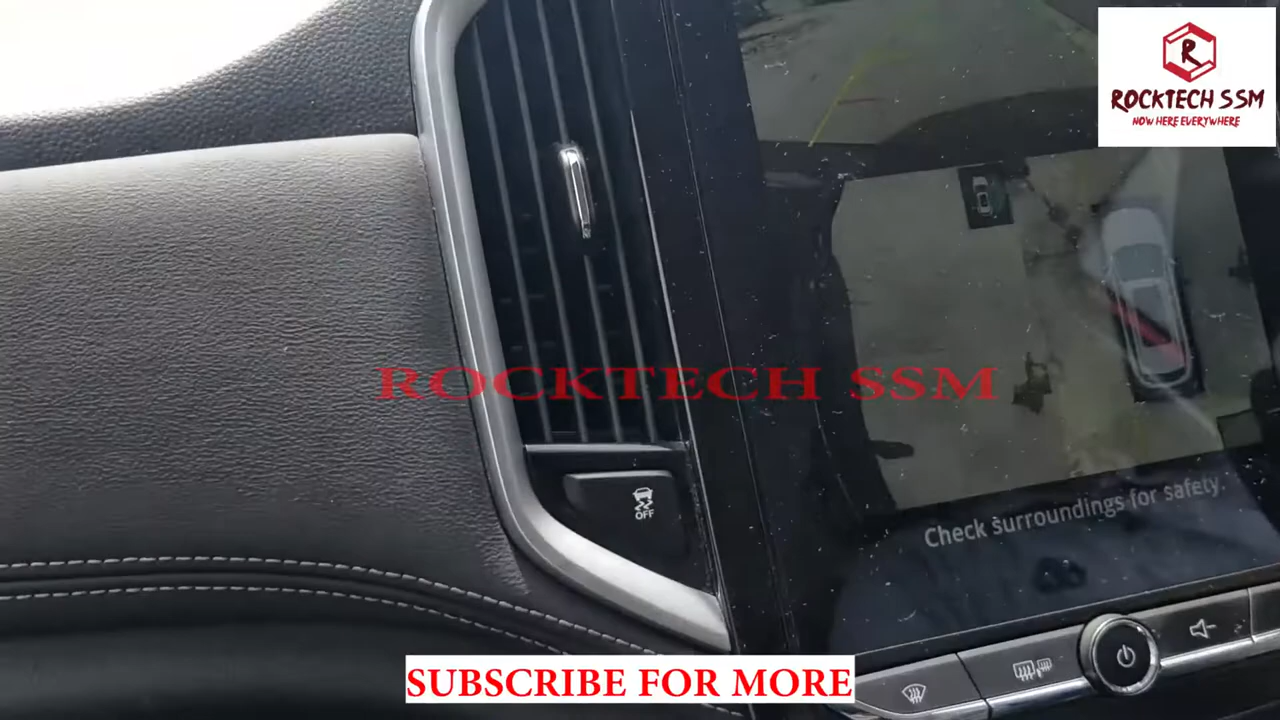 R
ROCKTECH SSM
NOW HERE EVERYWHERE
ROCKTECH SSM
OFF
Check surroundings for safety.
SUBSCRIBE FOR MORE